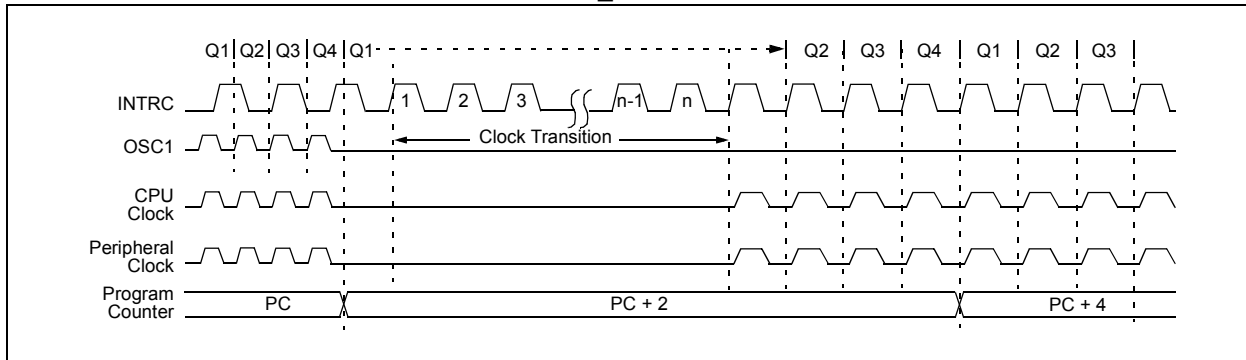 Q1 Q2 Q3 Q4 Q1 Q2 Q3 Q4 Q1 Q2 Q3
INTRC 1 2 3 n-1 n
Clock Transition
OSC1
CPU
Clock
Peripheral
Clock
Program
Counter
PC PC + 2 PC + 4